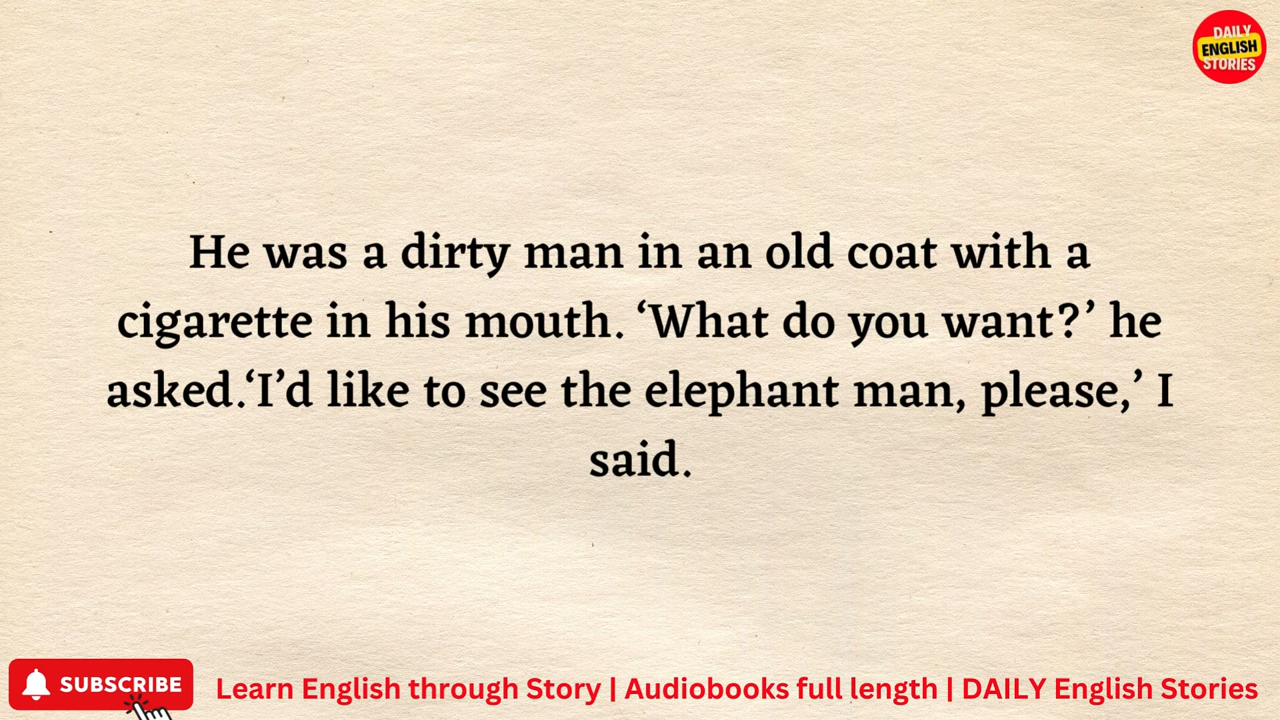 DAILY
ENGLISH
STORIES
He was a dirty man in an old coat with a
cigarette in his mouth. ‘What do you want?’ he
asked.‘I’d like to see the elephant man, please,’ I
said.
SUBSCRIBE
Learn English through Story | Audiobooks full length | DAILY English Stories